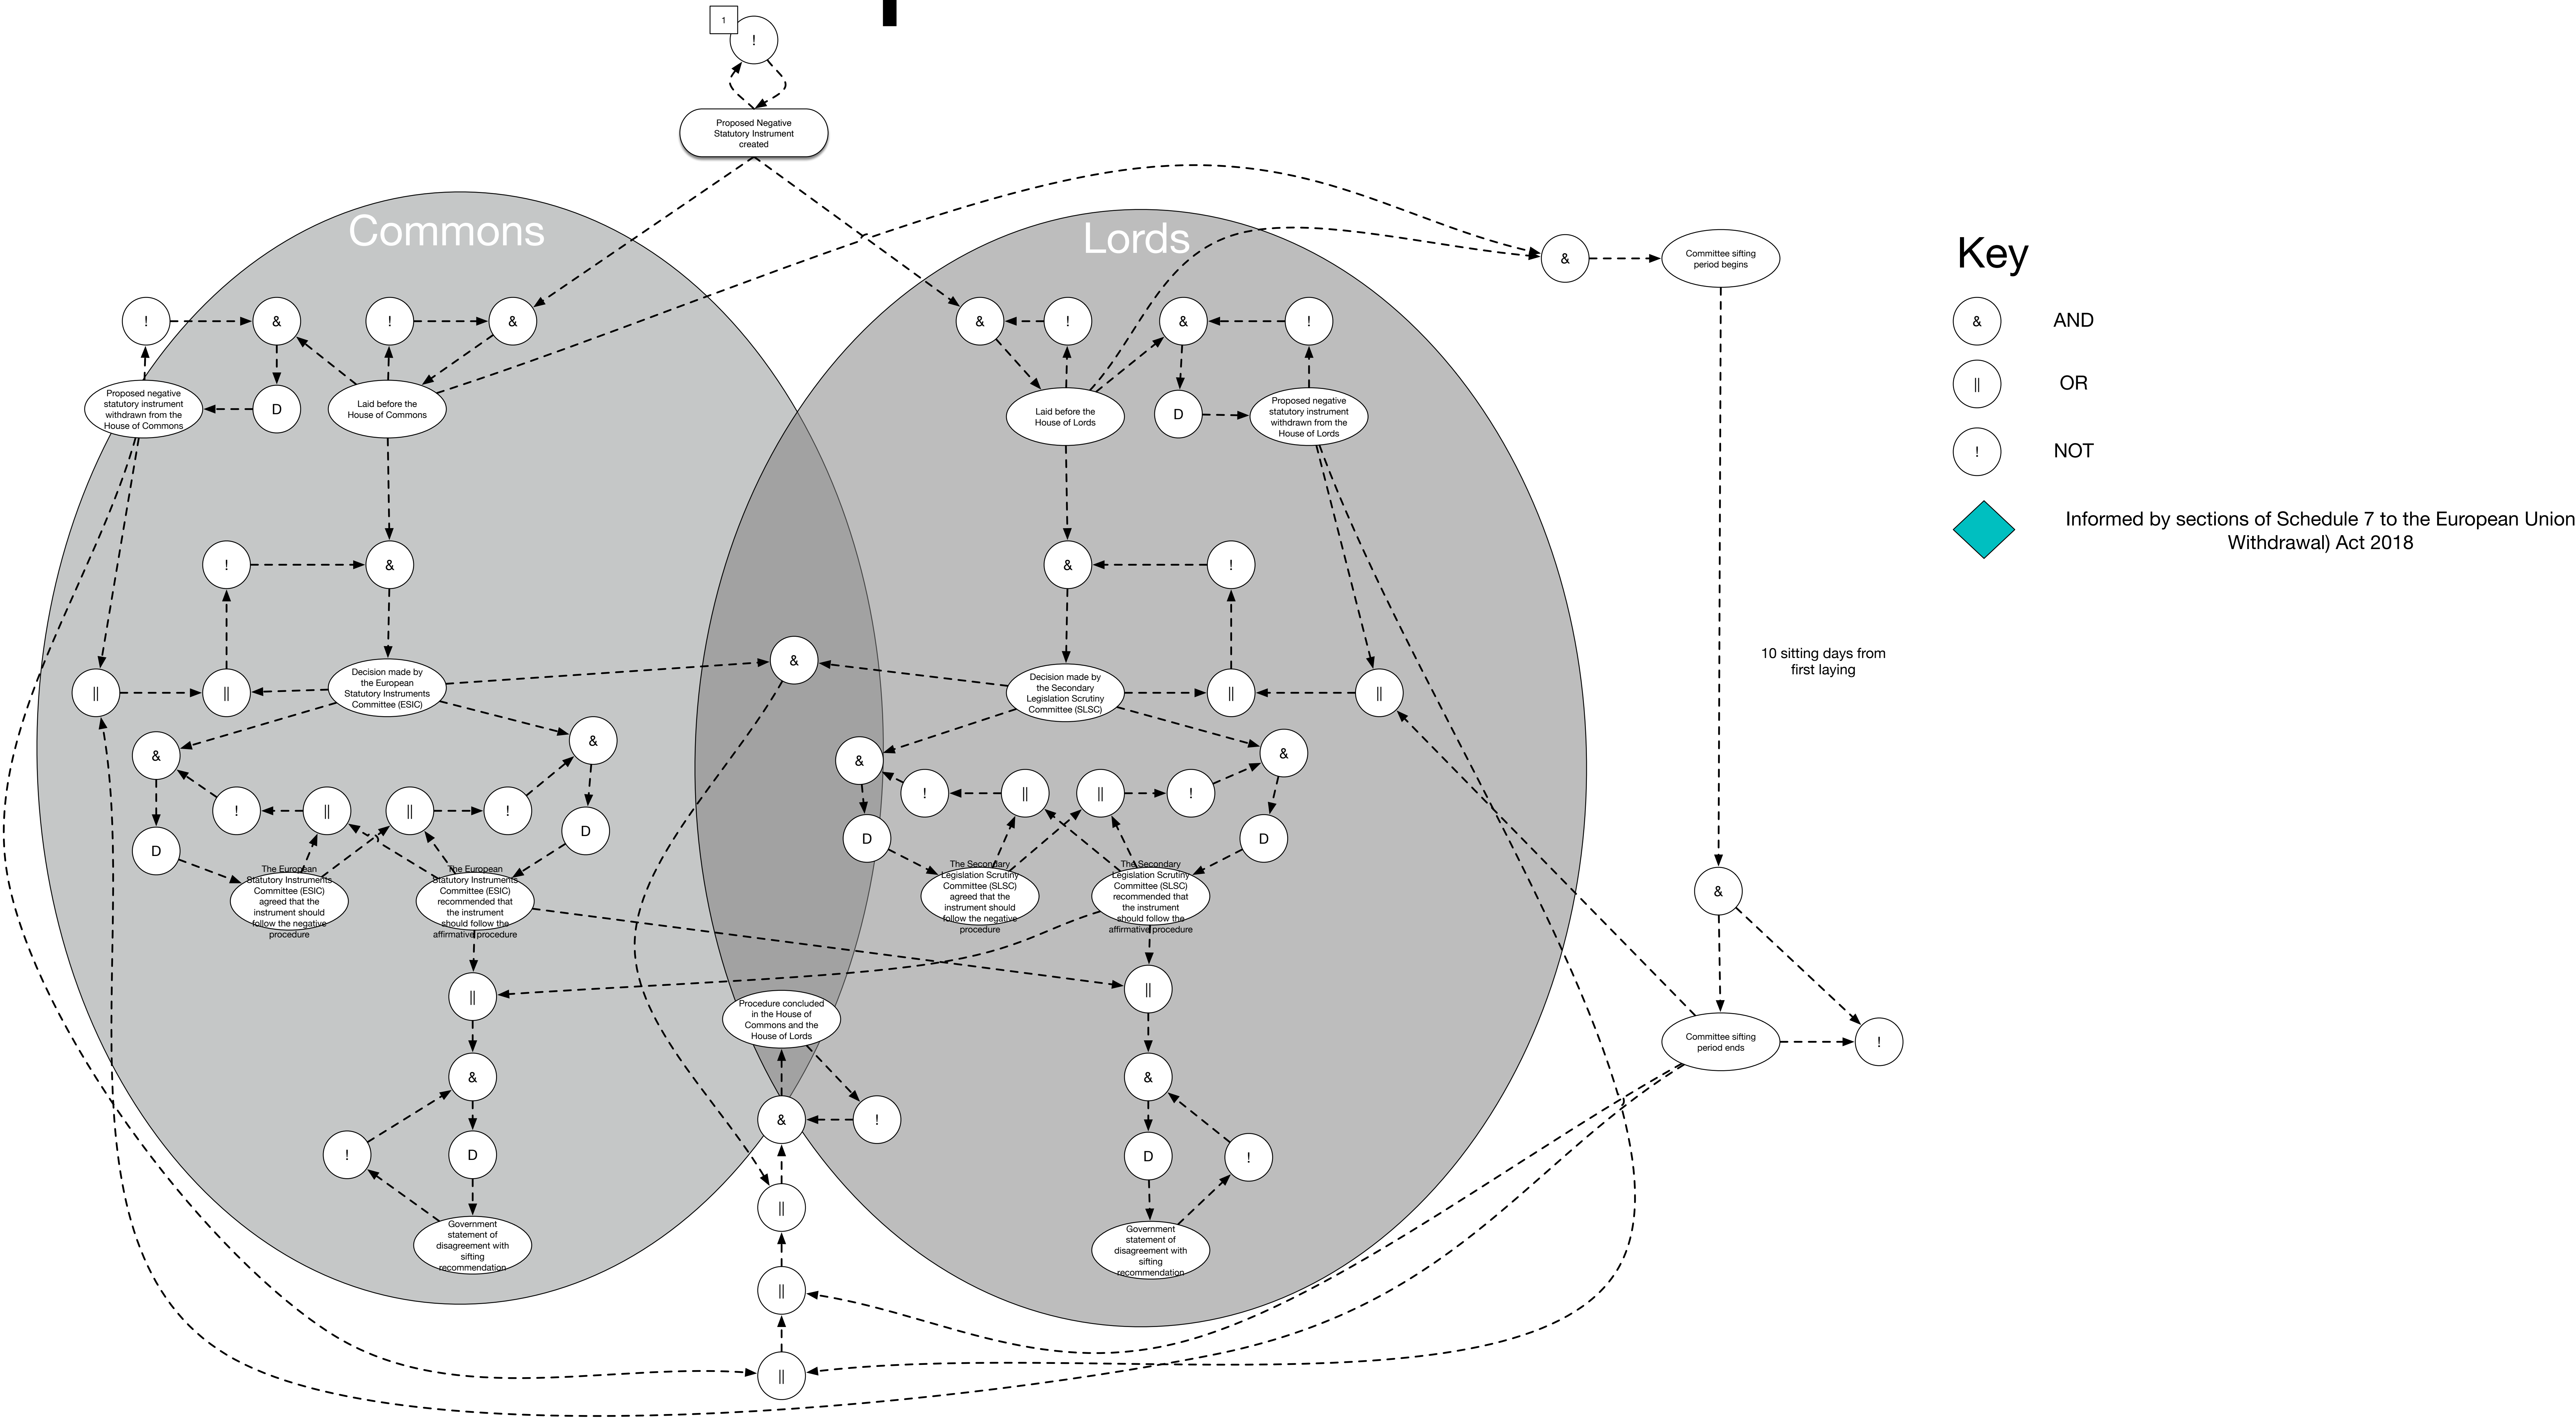 1
!
Proposed Negative
Statutory Instrument
created
Commons
Lords
&
Committee sifting
period begins
Key
&
AND
||
OR
!
NOT
Informed by sections of Schedule 7 to the European Union
Withdrawal) Act 2018
!
&
!
&
&
!
&
!
Proposed negative
statutory instrument
withdrawn from the
House of Commons
D
Laid before the
House of Commons
Laid before the
House of Lords
D
Proposed negative
statutory instrument
withdrawn from the
House of Lords
!
&
&
!
10 sitting days from
first laying
||
||
Decision made by
the European
Statutory Instruments
Committee (ESIC)
&
Decision made by
the Secondary
Legislation Scrutiny
Committee (SLSC)
||
||
&
&
&
&
!
||
||
!
!
||
||
!
D
D
D
D
The European
Statutory Instruments
Committee (ESIC)
agreed that the
instrument should
follow the negative
procedure
The European
Statutory Instruments
Committee (ESIC)
recommended that
the instrument
should follow the
affirmative procedure
The Secondary
Legislation Scrutiny
Committee (SLSC)
agreed that the
instrument should
follow the negative
procedure
The Secondary
Legislation Scrutiny
Committee (SLSC)
recommended that
the instrument
should follow the
affirmative procedure
&
||
Procedure concluded
in the House of
Commons and the
House of Lords
||
Committee sifting
period ends
!
&
&
!
&
!
D
D
!
||
Government
statement of
disagreement with
sifting
recommendation
Government
statement of
disagreement with
sifting
recommendation
||
||